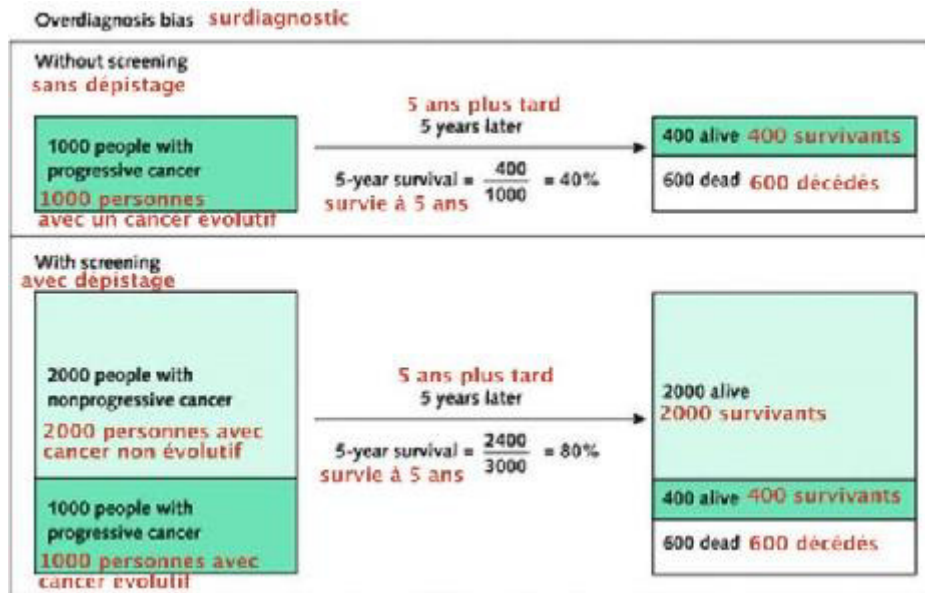 Overdiagnosis bias surdiagnostic
Without screening
sans dépistage
1000 people with
progressive cancer
1000 personnes
avec un cancer évolutif
5 ans plus tard
5 years later
5-year survival = 400/1000 = 40%
survie à 5 ans
400 alive 400 survivants
600 dead 600 décédés
With screening
avec dépistage
2000 people with
nonprogressive cancer
2000 personnes avec
cancer non évolutif
1000 people with
progressive cancer
1000 personnes avec
cancer évolutif
5 ans plus tard
5 years later
5-year survival = 2400/3000 = 80%
survie à 5 ans
2000 alive
2000 survivants
400 alive 400 survivants
600 dead 600 décédés